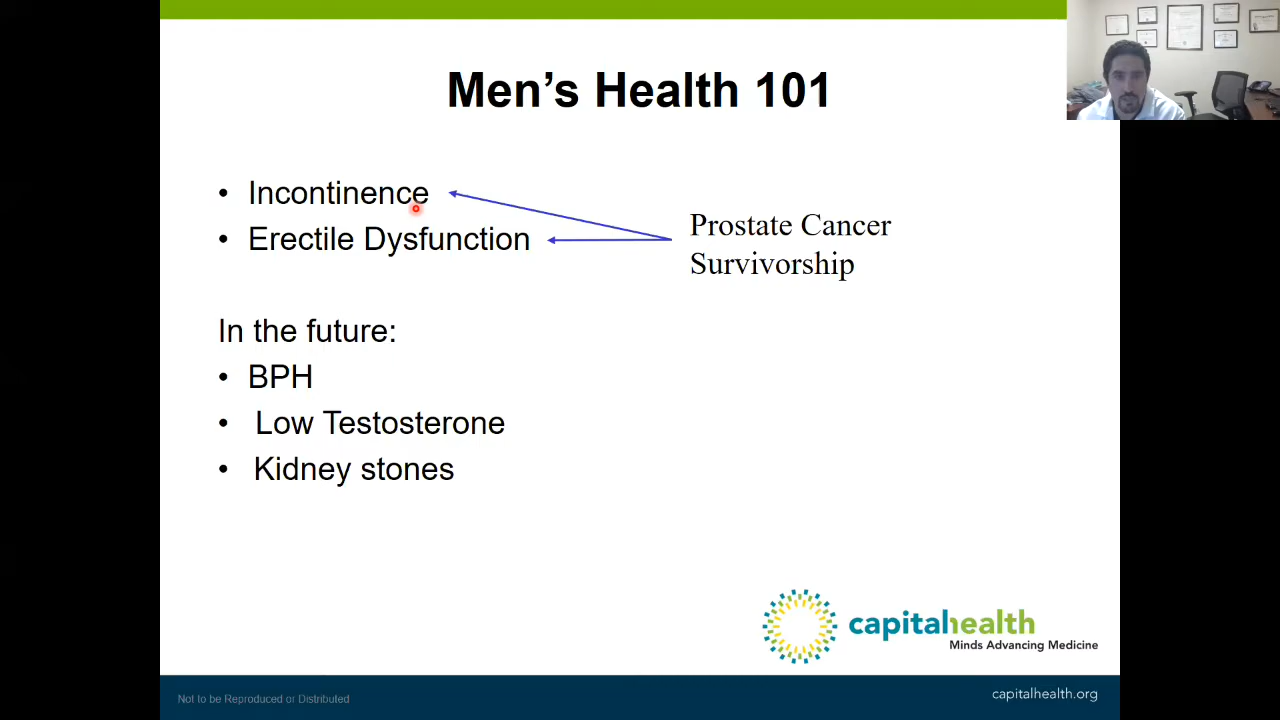 Men's Health 101
• Incontinence
• Erectile Dysfunction
Prostate Cancer
Survivorship
In the future:
• BPH
• Low Testosterone
• Kidney stones
capitalhealth
Minds Advancing Medicine
Not to be Reproduced or Distributed
capitalhealth.org